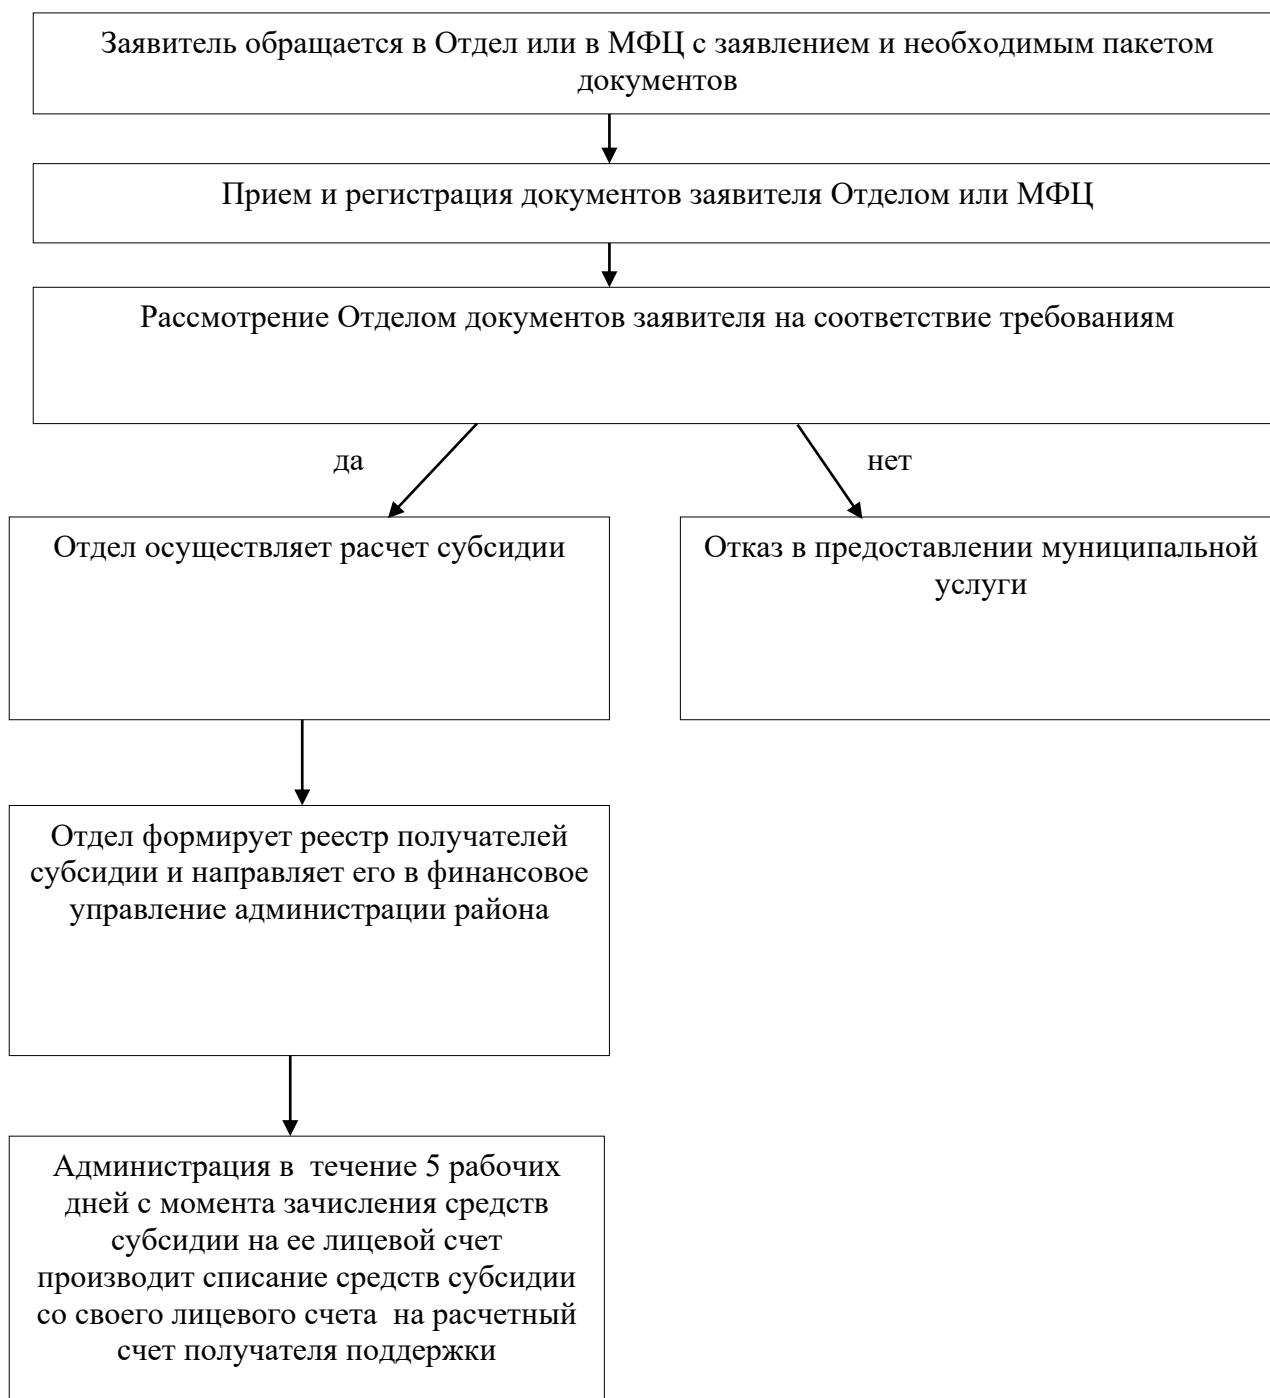 Заявитель обращается в Отдел или в МФЦ с заявлением и необходимым пакетом
документов
Прием и регистрация документов заявителя Отделом или МФЦ
Рассмотрение Отделом документов заявителя на соответствие требованиям
да
нет
Отдел осуществляет расчет субсидии
Отказ в предоставлении муниципальной
услуги
Отдел формирует реестр получателей
субсидии и направляет его в финансовое
управление администрации района
Администрация в  течение 5 рабочих
дней с момента зачисления средств
субсидии на ее лицевой счет
производит списание средств субсидии
со своего лицевого счета  на расчетный
счет получателя поддержки